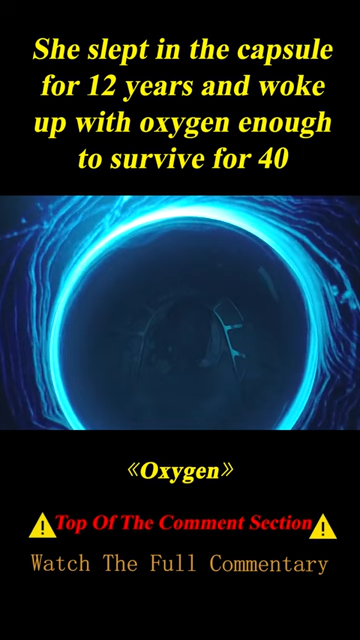 She slept in the capsule
for 12 years and woke
up with oxygen enough
to survive for 40
《Oxygen》
Top Of The Comment Section
Watch The Full Commentary